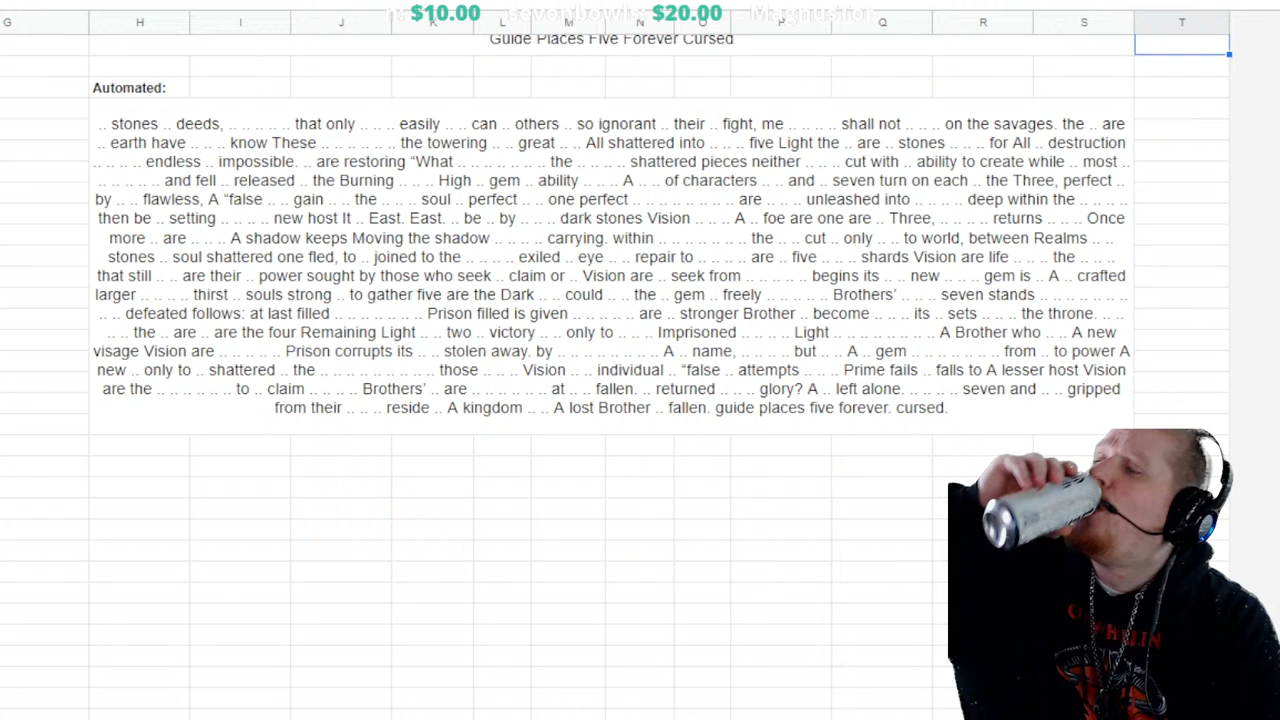 $10.00 sevenbowls: $20.00 MagnusTor
G H I J K L M N O P Q R S T
Guide Places Five Forever Cursed
Automated:
.. stones .. deeds, .. .. .. .. .. that only .. .. .. easily .. .. can .. others .. so ignorant .. their .. fight, me .. .. .. .. shall not .. .. .. on the savages. the .. are
.. earth have .. .. .. know These .. .. .. .. the towering .. great .. .. All shattered into .. .. .. five Light the .. are .. stones .. .. .. for All .. destruction
.. .. .. .. endless .. impossible. .. are restoring “What .. .. .. .. .. .. .. the .. .. .. .. shattered pieces neither .. .. cut with .. ability to create while .. most ..
.. .. .. .. .. and fell .. released .. the Burning .. .. .. High .. gem .. ability .. .. A .. .. of characters .. .. and .. seven turn on each .. the Three, perfect ..
by .. flawless, A “false .. gain .. the .. .. .. soul .. perfect .. one perfect .. .. .. .. .. .. .. are .. .. .. unleashed into .. .. .. .. deep within the .. .. ..
then be .. setting .. .. .. new host It .. East. East. .. be .. by .. .. dark stones Vision .. .. .. A .. foe are one are .. Three, .. .. .. returns .. .. Once
more .. are .. .. .. A shadow keeps Moving the shadow .. .. .. .. carrying. within .. .. .. .. .. .. .. the .. cut .. only .. .. to world, between Realms .. ..
stones .. soul shattered one fled, to .. joined to the .. .. .. .. exiled .. eye .. repair to .. .. .. are .. five .. .. shards Vision are life .. .. the .. ..
that still .. .. are their .. power sought by those who seek .. claim or .. Vision are .. seek from .. .. .. .. .. begins its .. .. new .. .. gem is .. A .. crafted
larger .. .. .. .. thirst .. souls strong .. to gather five are the Dark .. .. could .. .. the .. gem .. freely .. .. .. .. .. Brothers’ .. .. seven stands .. .. .. .. .. ..
.. .. defeated follows: at last filled .. .. .. .. .. .. Prison filled is given .. .. .. .. are .. stronger Brother .. become .. .. its .. sets .. .. the throne. .. ..
.. .. the .. are .. are the four Remaining Light .. .. two .. victory .. .. only to .. .. Imprisoned .. .. .. Light .. .. .. .. .. .. .. A Brother who .. .. A new
visage Vision are .. .. .. .. .. Prison corrupts its .. .. stolen away. by .. .. .. .. .. .. .. A .. name, .. .. .. but .. A .. gem .. .. .. .. .. .. from .. to power A
new .. only to .. shattered .. the .. .. .. .. .. .. .. .. those .. .. Vision .. .. individual .. “false .. attempts .. .. .. Prime fails .. falls to A lesser host Vision
are the .. .. .. .. .. to .. claim .. .. .. .. Brothers’ .. are .. .. .. .. .. at .. fallen. .. returned .. .. glory? A .. left alone. .. .. .. seven and .. gripped
from their .. .. .. reside .. A kingdom .. .. A lost Brother .. fallen. guide places five forever. cursed.